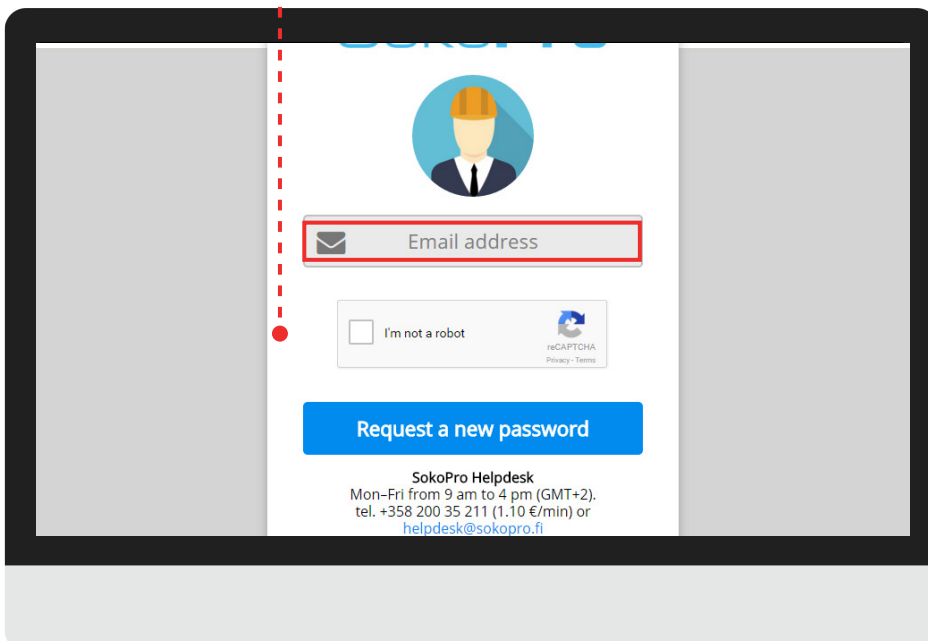 SokoPro
Email address
I'm not a robot
reCAPTCHA
Privacy - Terms
Request a new password
SokoPro Helpdesk
Mon–Fri from 9 am to 4 pm (GMT+2).
tel. +358 200 35 211 (1.10 €/min) or
helpdesk@sokopro.fi